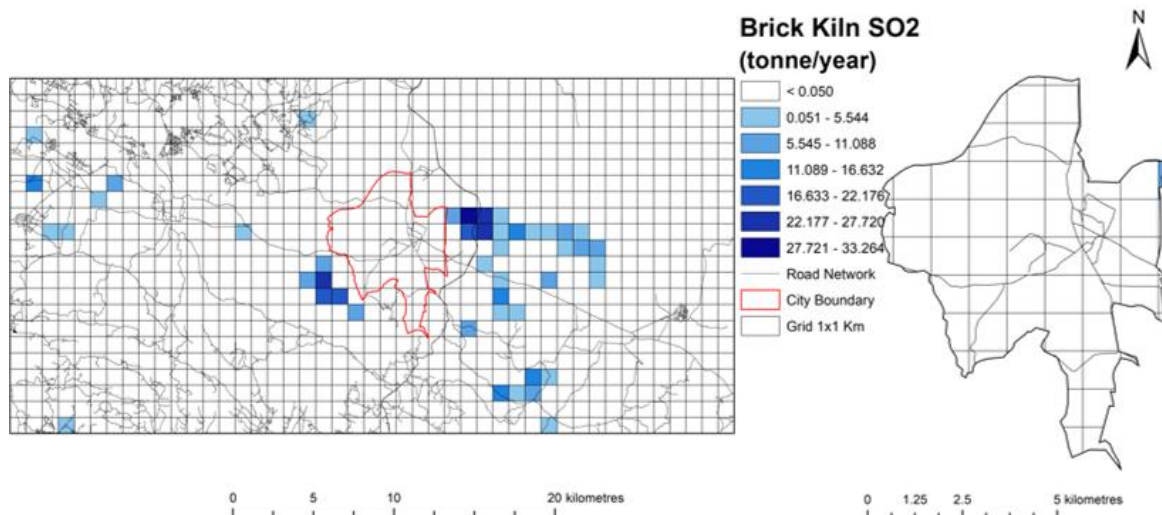 Brick Kiln SO2
(tonne/year)
< 0.050
0.051 - 5.544
5.545 - 11.088
11.089 - 16.632
16.633 - 22.176
22.177 - 27.720
27.721 - 33.264
Road Network
City Boundary
Grid 1x1 Km
N
0 5 10 20 kilometres
0 1.25 2.5 5 kilometres